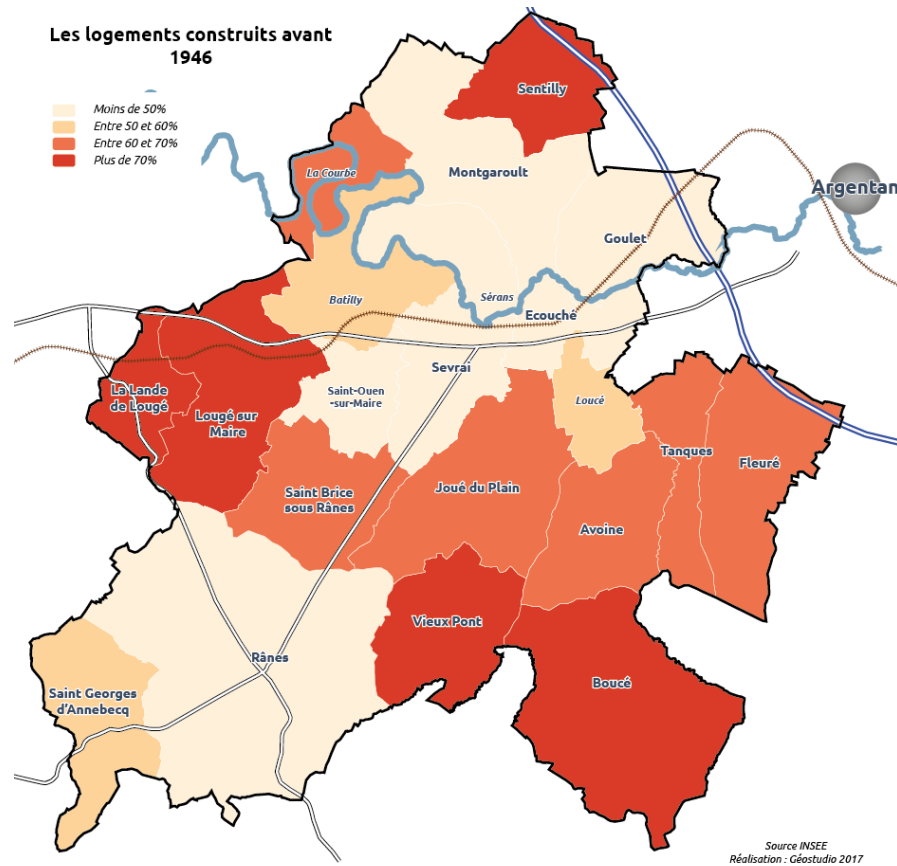 Les logements construits avant
1946
Moins de 50%
Entre 50 et 60%
Entre 60 et 70%
Plus de 70%
Sentilly
La Courbe
Montgaroult
Argentan
Goulet
Batilly
Sérans
Ecouché
Sevrai
Saint-Ouen
-sur-Maire
La Lande
de Lougé
Lougé sur
Maire
Loucé
Tanques
Fleuré
Saint Brice
sous Rânes
Joué du Plain
Avoine
Vieux Pont
Rânes
Boucé
Saint Georges
d'Annebecq
Source INSEE
Réalisation : Géostudio 2017